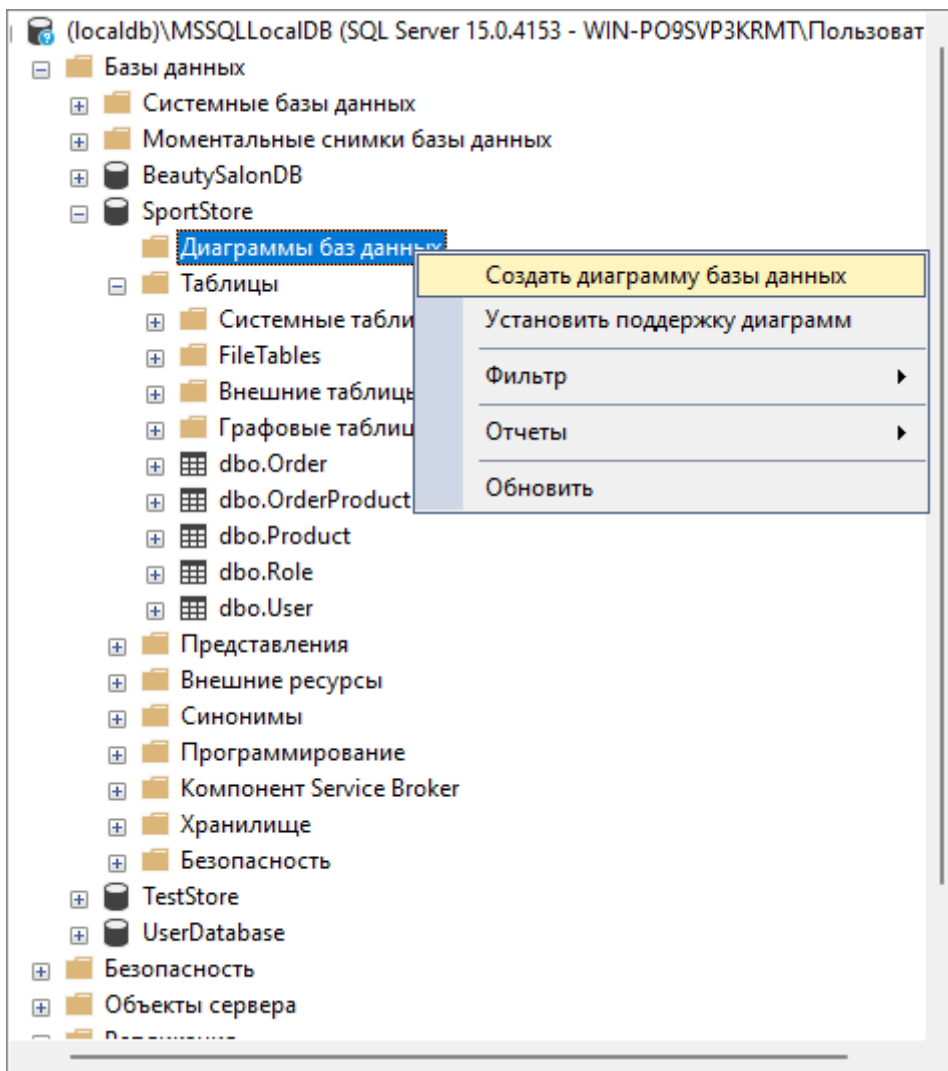 (localdb)\MSSQLLocalDB (SQL Server 15.0.4153 - WIN-PO9SVP3KRMT\Пользоват
Базы данных
Системные базы данных
Моментальные снимки базы данных
BeautySalonDB
SportStore
Диаграммы баз данных
Создать диаграмму базы данных
Таблицы
Системные табли
Установить поддержку диаграмм
FileTables
Фильтр
Внешние таблицы
Графовые таблиц
Отчеты
dbo.Order
Обновить
dbo.OrderProduct
dbo.Product
dbo.Role
dbo.User
Представления
Внешние ресурсы
Синонимы
Программирование
Компонент Service Broker
Хранилище
Безопасность
TestStore
UserDatabase
Безопасность
Объекты сервера